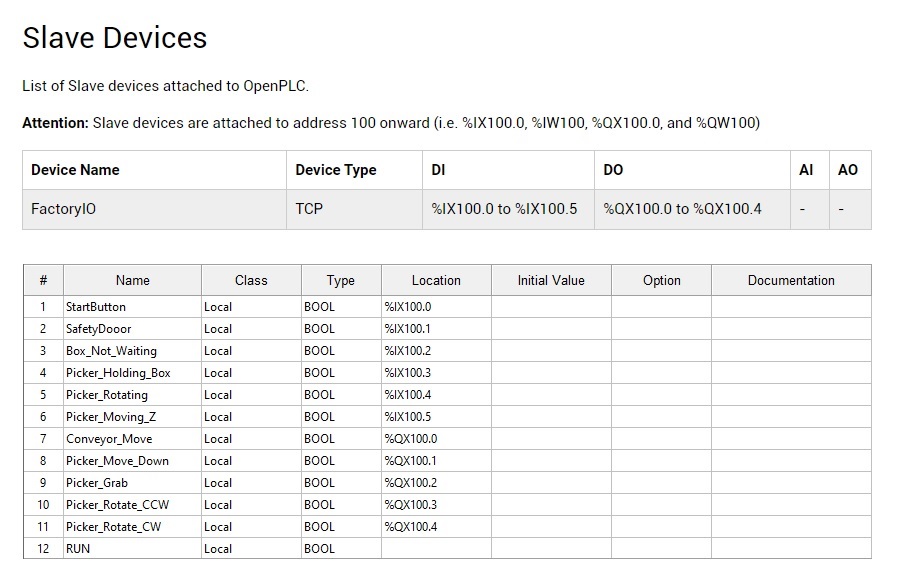 Slave Devices
List of Slave devices attached to OpenPLC.
Attention: Slave devices are attached to address 100 onward (i.e. %IX100.0, %IW100, %QX100.0, and %QW100)
Device Name Device Type DI DO AI AO
FactoryIO TCP %IX100.0 to %IX100.5 %QX100.0 to %QX100.4 - -
# Name Class Type Location Initial Value Option Documentation
1 StartButton Local BOOL %IX100.0
2 SafetyDooor Local BOOL %IX100.1
3 Box_Not_Waiting Local BOOL %IX100.2
4 Picker_Holding_Box Local BOOL %IX100.3
5 Picker_Rotating Local BOOL %IX100.4
6 Picker_Moving_Z Local BOOL %IX100.5
7 Conveyor_Move Local BOOL %QX100.0
8 Picker_Move_Down Local BOOL %QX100.1
9 Picker_Grab Local BOOL %QX100.2
10 Picker_Rotate_CCW Local BOOL %QX100.3
11 Picker_Rotate_CW Local BOOL %QX100.4
12 RUN Local BOOL